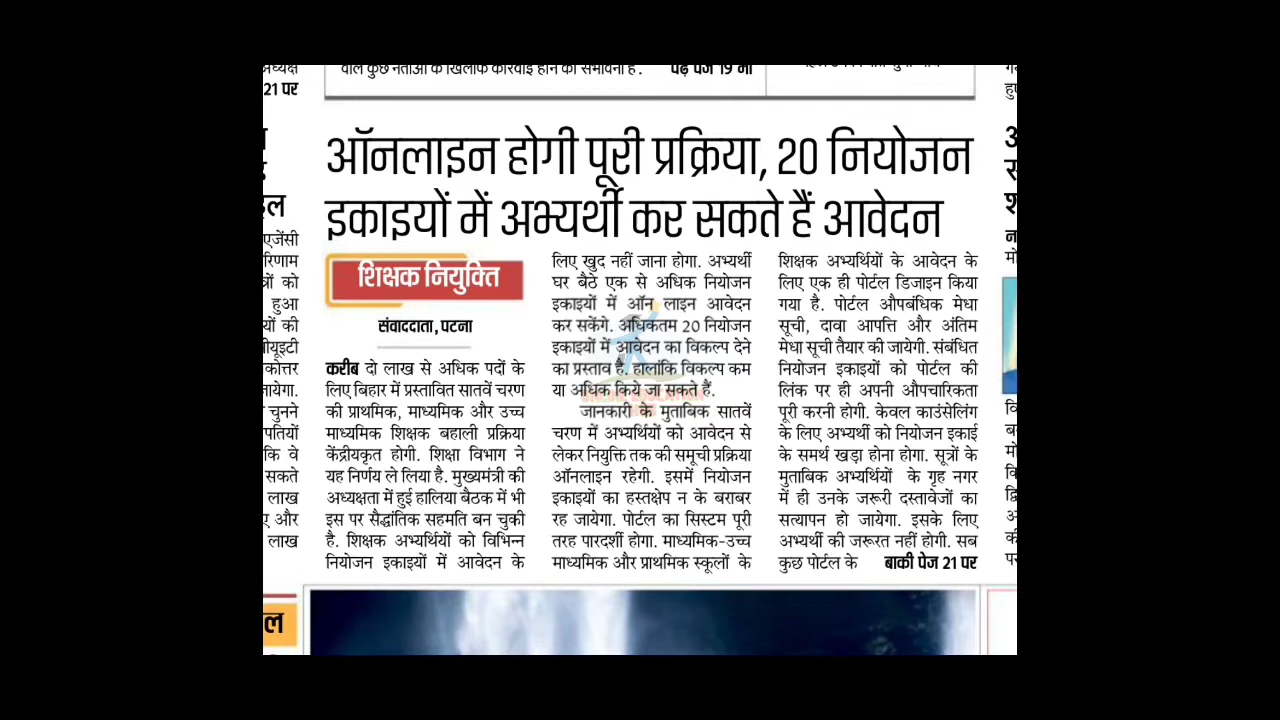 वाले कुछ नेताओं के खिलाफ कार्रवाई होने की संभावना है. पढ़ें पेज 19 भी
21 पर
ऑनलाइन होगी पूरी प्रक्रिया, 20 नियोजन
इकाइयों में अभ्यर्थी कर सकते हैं आवेदन
शिक्षक नियुक्ति
संवाददाता, पटना
करीब दो लाख से अधिक पदों के
लिए बिहार में प्रस्तावित सातवें चरण
की प्राथमिक, माध्यमिक और उच्च
माध्यमिक शिक्षक बहाली प्रक्रिया
केंद्रीयकृत होगी. शिक्षा विभाग ने
यह निर्णय ले लिया है. मुख्यमंत्री की
अध्यक्षता में हुई हालिया बैठक में भी
इस पर सैद्धांतिक सहमति बन चुकी
है. शिक्षक अभ्यर्थियों को विभिन्न
नियोजन इकाइयों में आवेदन के
लिए खुद नहीं जाना होगा. अभ्यर्थी
घर बैठे एक से अधिक नियोजन
इकाइयों में ऑन लाइन आवेदन
कर सकेंगे. अधिकतम 20 नियोजन
इकाइयों में आवेदन का विकल्प देने
का प्रस्ताव है. हालांकि विकल्प कम
या अधिक किये जा सकते हैं.
जानकारी के मुताबिक सातवें
चरण में अभ्यर्थियों को आवेदन से
लेकर नियुक्ति तक की समूची प्रक्रिया
ऑनलाइन रहेगी. इसमें नियोजन
इकाइयों का हस्तक्षेप न के बराबर
रह जायेगा. पोर्टल का सिस्टम पूरी
तरह पारदर्शी होगा. माध्यमिक-उच्च
माध्यमिक और प्राथमिक स्कूलों के
शिक्षक अभ्यर्थियों के आवेदन के
लिए एक ही पोर्टल डिजाइन किया
गया है. पोर्टल औपबंधिक मेधा
सूची, दावा आपत्ति और अंतिम
मेधा सूची तैयार की जायेगी. संबंधित
नियोजन इकाइयों को पोर्टल की
लिंक पर ही अपनी औपचारिकता
पूरी करनी होगी. केवल काउंसेलिंग
के लिए अभ्यर्थी को नियोजन इकाई
के समर्थ खड़ा होना होगा. सूत्रों के
मुताबिक अभ्यर्थियों के गृह नगर
में ही उनके जरूरी दस्तावेजों का
सत्यापन हो जायेगा. इसके लिए
अभ्यर्थी की जरूरत नहीं होगी. सब
कुछ पोर्टल के बाकी पेज 21 पर